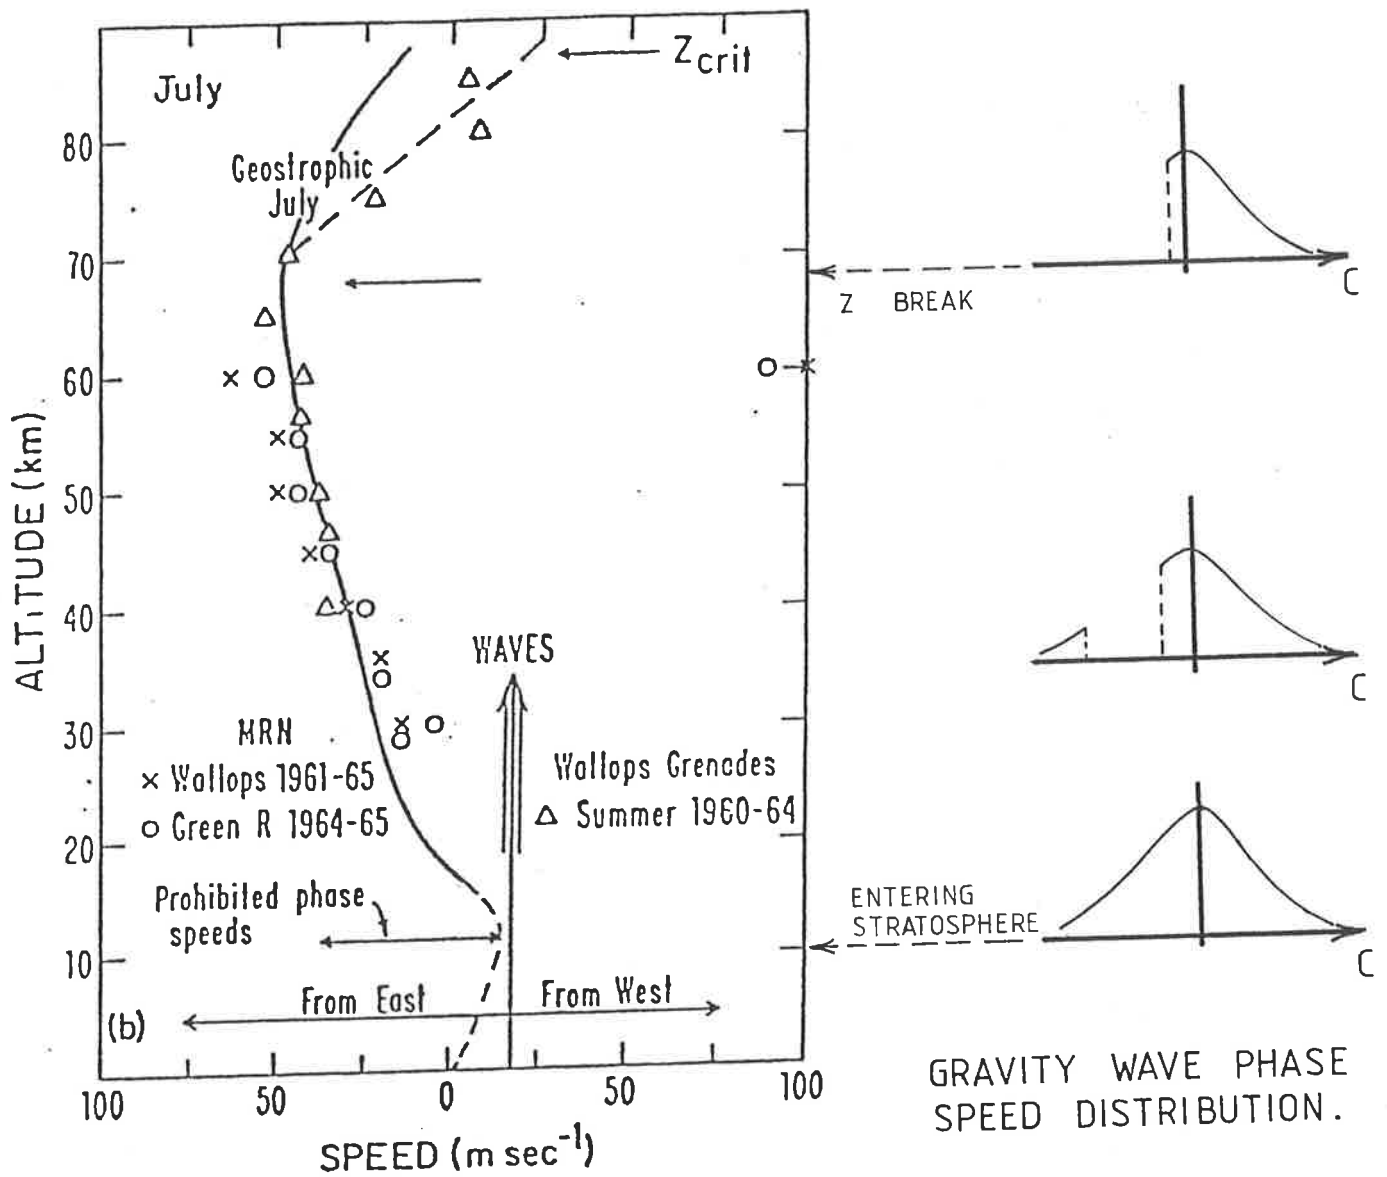 July
Z crit
80
Geostrophic
July
70
Z BREAK
C
60
50
40
WAVES
C
30
MRN
× Wallops 1961-65
o Green R 1964-65
Wallops Grenades
△ Summer 1960-64
20
Prohibited phase
speeds
ENTERING
STRATOSPHERE
10
C
From East
From West
(b)
100 50 0 50 100
SPEED (m sec⁻¹)
ALTITUDE (km)
GRAVITY WAVE PHASE
SPEED DISTRIBUTION.